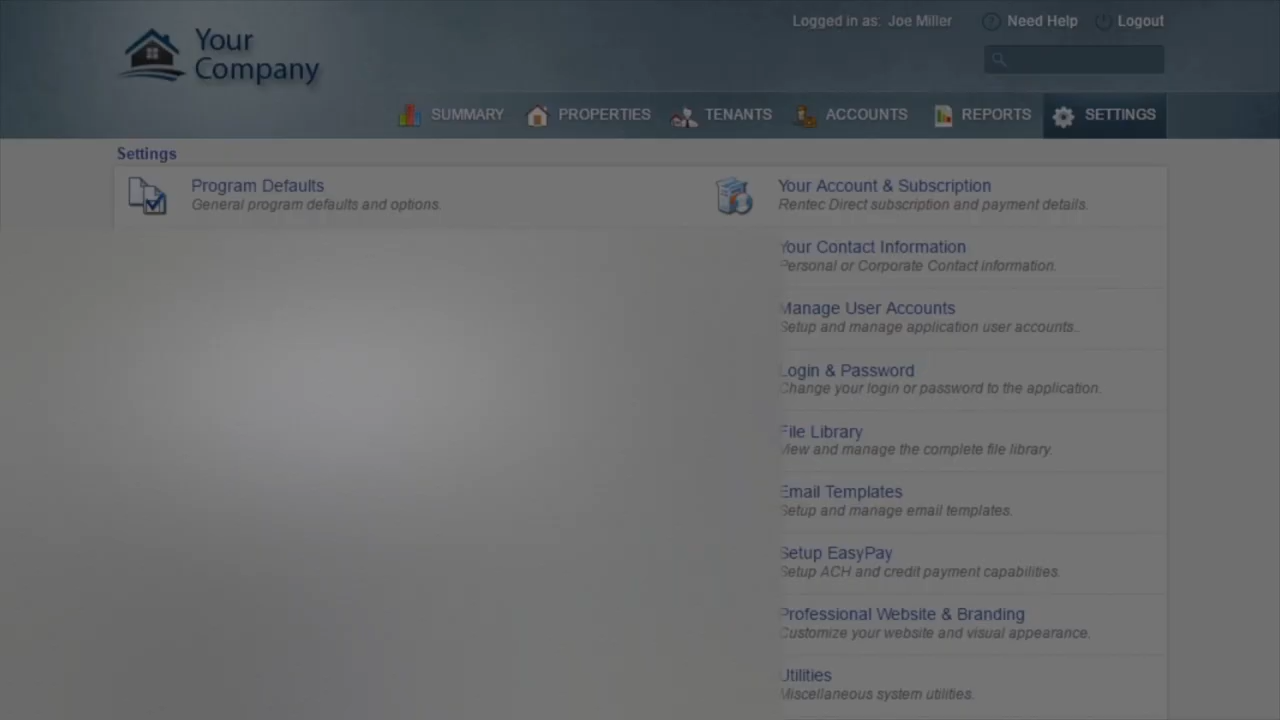 Your
Company
Logged in as: Joe Miller
Need Help
Logout
SUMMARY
PROPERTIES
TENANTS
ACCOUNTS
REPORTS
SETTINGS
Settings
Program Defaults
General program defaults and options.
Your Account & Subscription
Rentec Direct subscription and payment details.
Your Contact Information
Personal or Corporate Contact information.
Manage User Accounts
Setup and manage application user accounts..
Login & Password
Change your login or password to the application.
File Library
View and manage the complete file library.
Email Templates
Setup and manage email templates.
Setup EasyPay
Setup ACH and credit payment capabilities.
Professional Website & Branding
Customize your website and visual appearance.
Utilities
Miscellaneous system utilities.